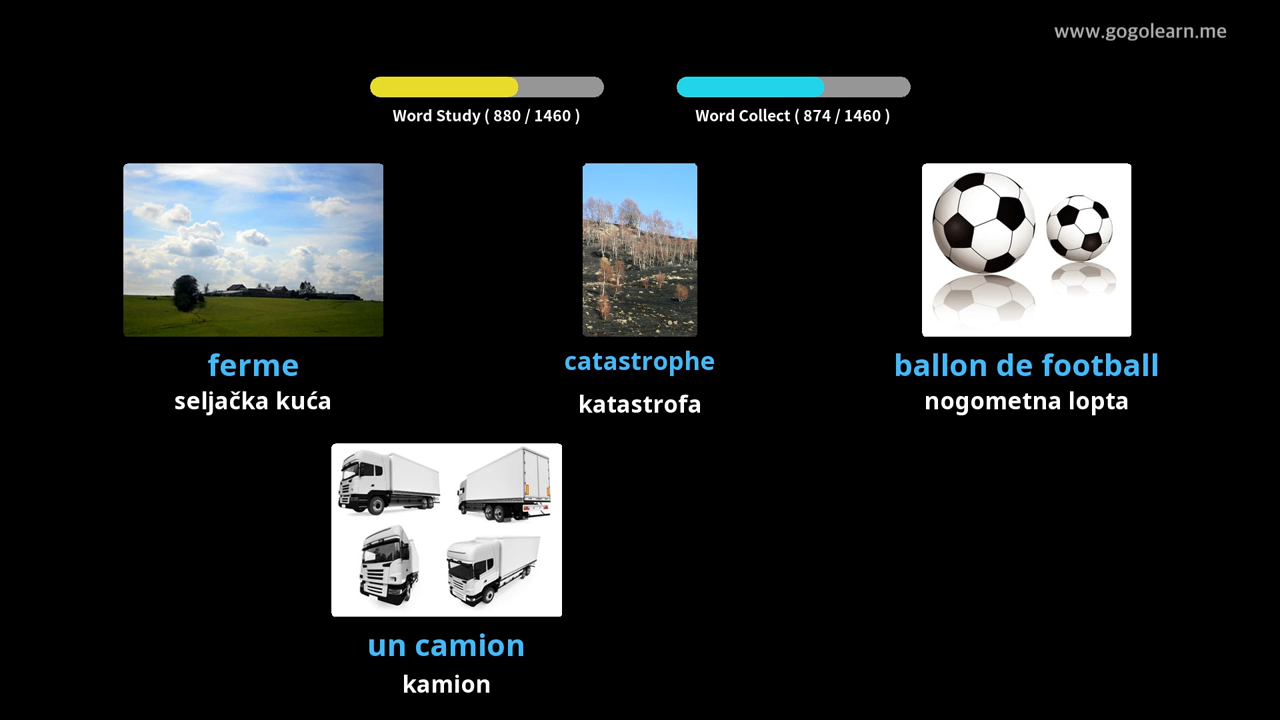 www.gogolearn.me
Word Study ( 880 / 1460 )
Word Collect ( 874 / 1460 )
ferme
seljačka kuća
catastrophe
katastrofa
ballon de football
nogometna lopta
un camion
kamion